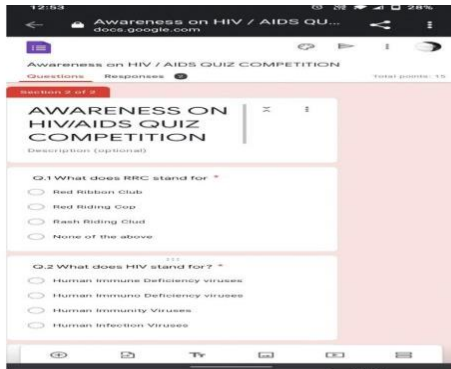 12:53
28%
Awareness on HIV / AIDS QU...
docs.google.com
Awareness on HIV / AIDS QUIZ COMPETITION
Questions Responses
Total points: 15
Section 2 of 2
AWARENESS ON
HIV/AIDS QUIZ
COMPETITION
Description (optional)
Q.1 What does RRC stand for *
Red Ribbon Club
Red Riding Cop
Rash Riding Clud
None of the above
Q.2 What does HIV stand for? *
Human Immune Deficiency viruses
Human Immuno Deficiency viruses
Human Immunity Viruses
Human Infection Viruses
Tr